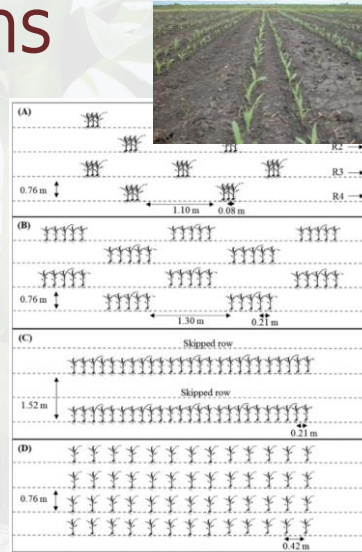 ns
(A)
R2
R3
0.76 m
R4
1.10 m
0.08 m
(B)
0.76 m
1.30 m
0.21 m
(C)
Skipped row
1.52 m
Skipped row
0.21 m
(D)
0.76 m
0.42 m